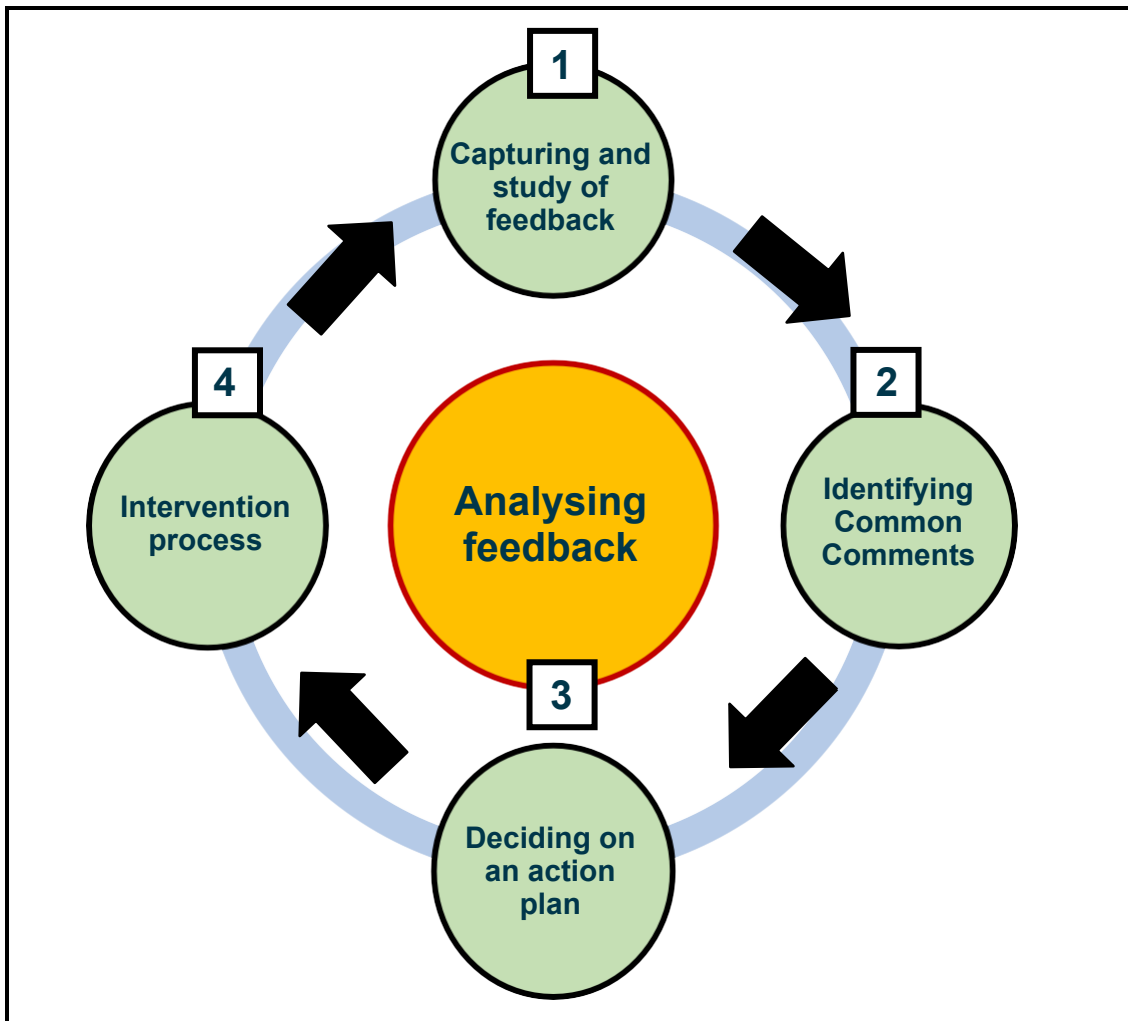 1
Capturing and
study of
feedback
2
Identifying
Common
Comments
3
Deciding on
an action
plan
4
Intervention
process
Analysing
feedback